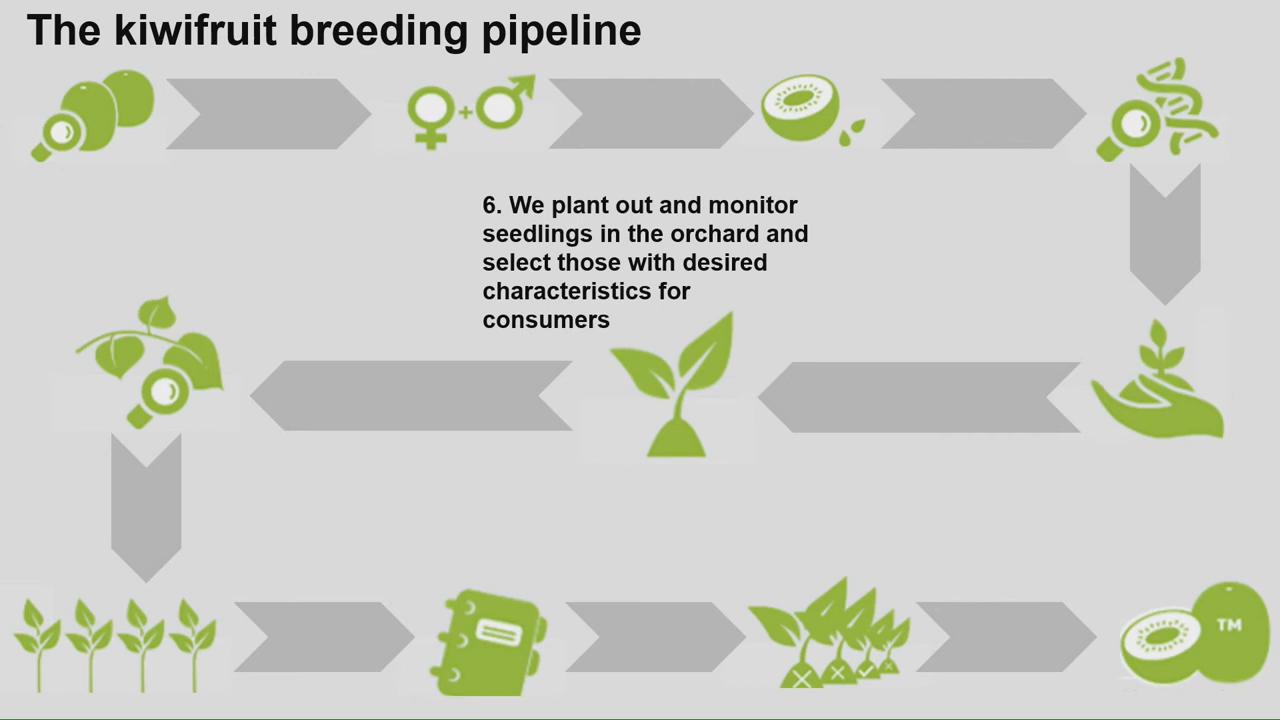 The kiwifruit breeding pipeline
6. We plant out and monitor
seedlings in the orchard and
select those with desired
characteristics for
consumers
TM